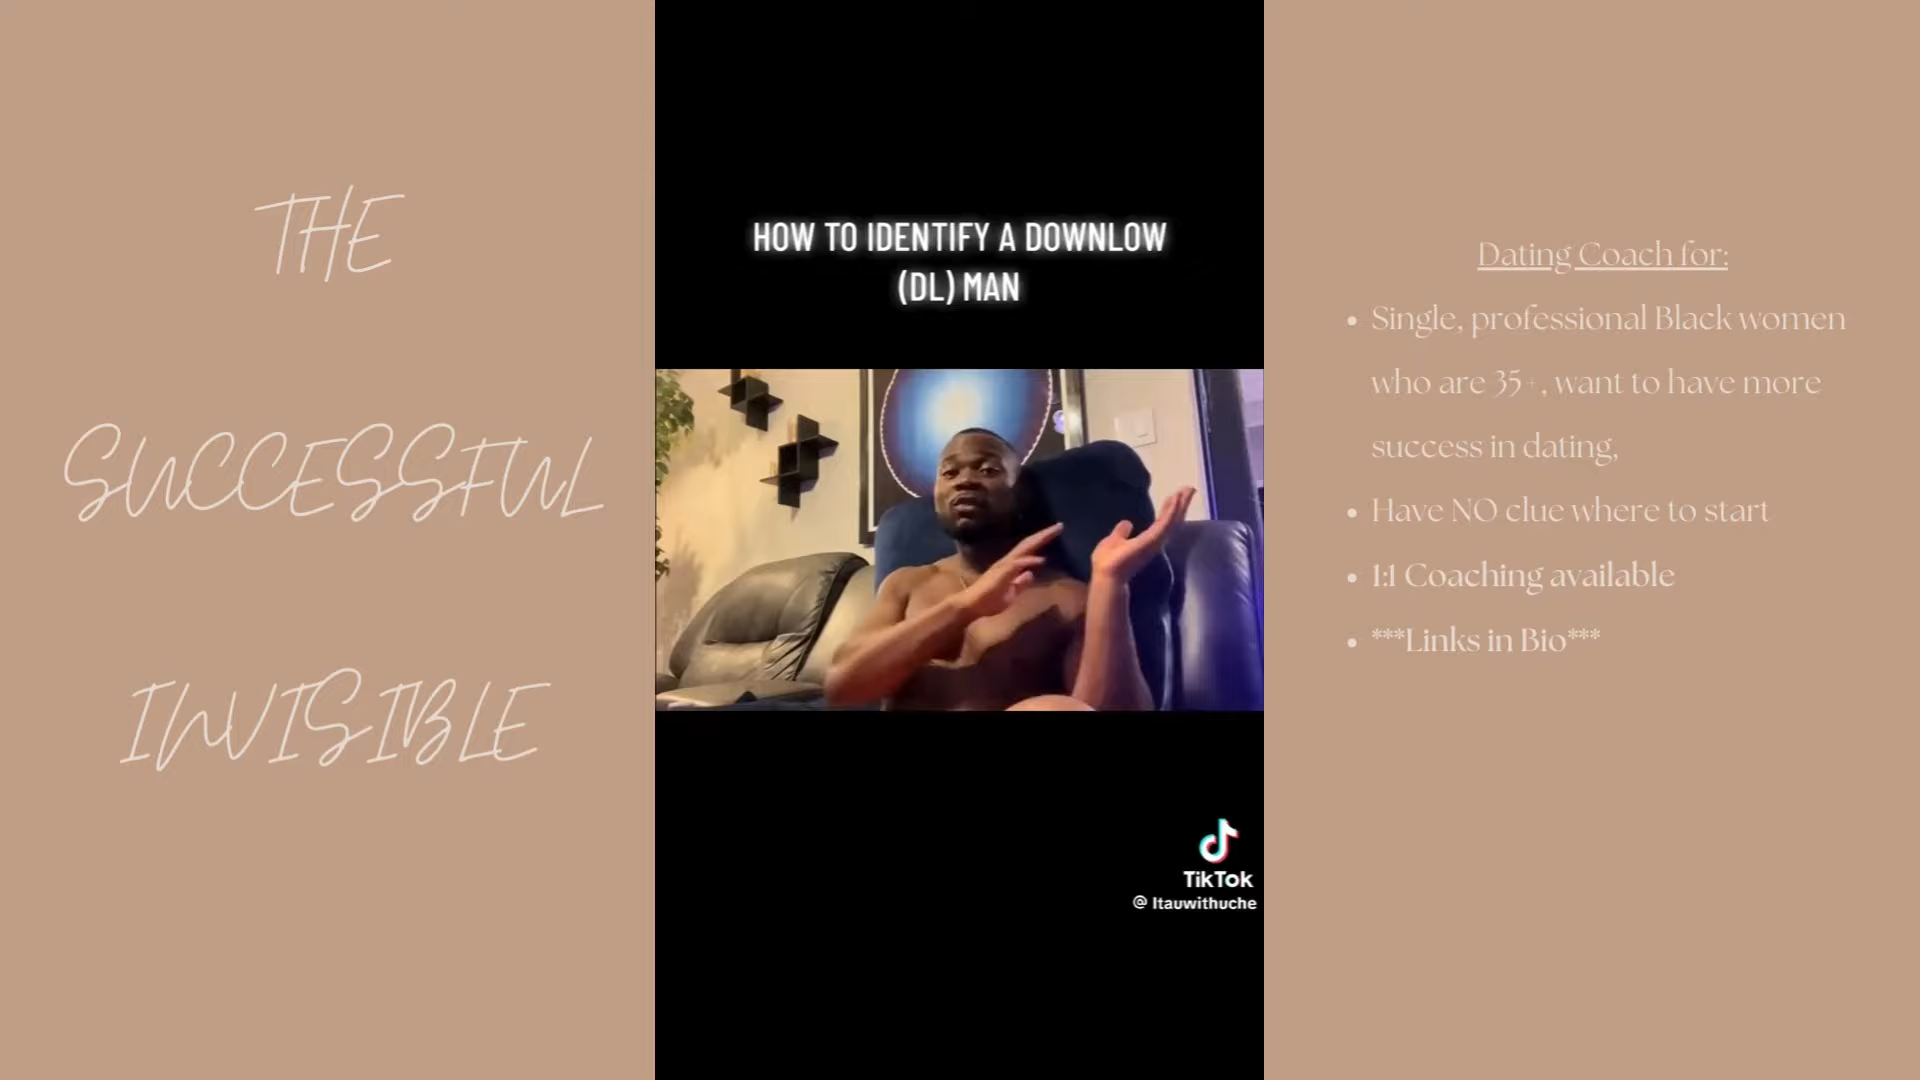 THE
SUCCESSFUL
INVISIBLE
HOW TO IDENTIFY A DOWNLOW
(DL) MAN
TikTok
@ ltauwithuche
Dating Coach for:
• Single, professional Black women
who are 35+, want to have more
success in dating,
• Have NO clue where to start
• 1:1 Coaching available
• ***Links in Bio***